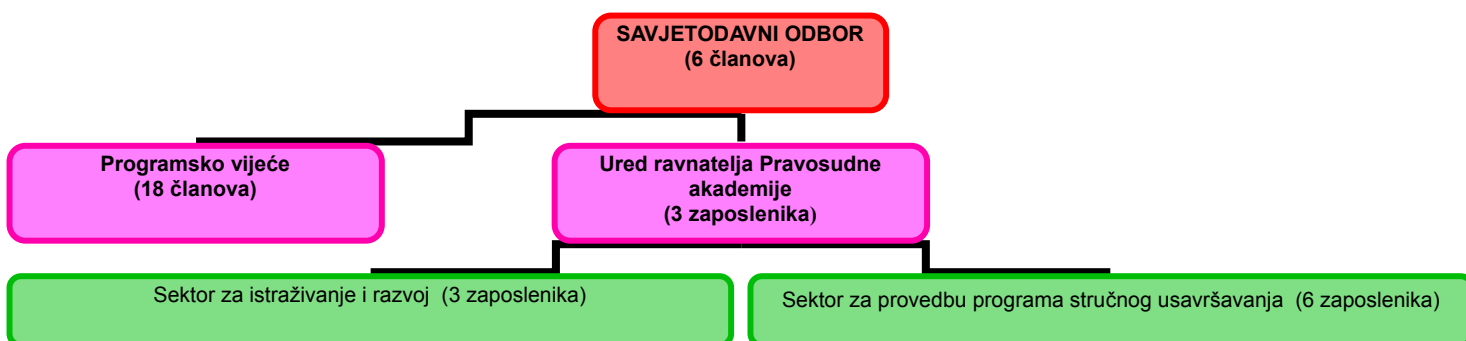 SAVJETODAVNI ODBOR
(6 članova)
Programsko vijeće
(18 članova)
Ured ravnatelja Pravosudne
akademije
(3 zaposlenika)
Sektor za istraživanje i razvoj (3 zaposlenika)
Sektor za provedbu programa stručnog usavršavanja (6 zaposlenika)